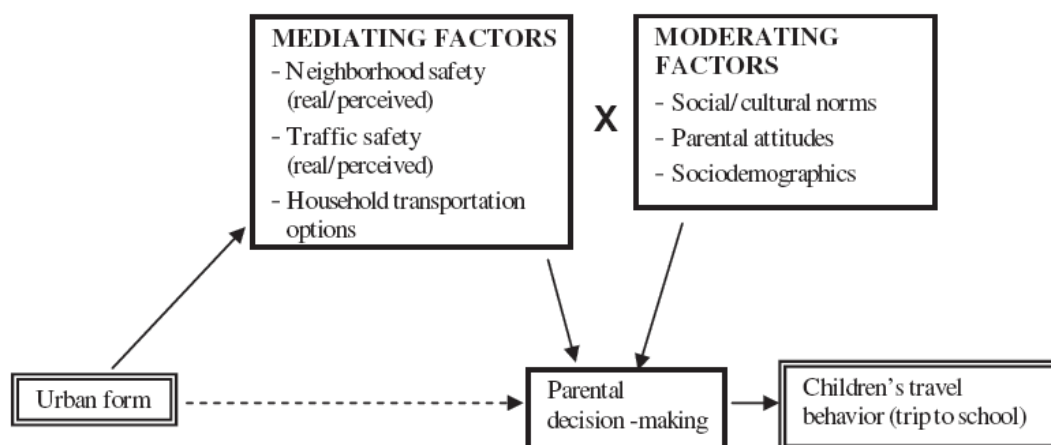 MEDIATING FACTORS
- Neighborhood safety
(real/perceived)
- Traffic safety
(real/perceived)
- Household transportation
options
X
MODERATING
FACTORS
- Social/cultural norms
- Parental attitudes
- Sociodemographics
Urban form
Parental
decision-making
Children's travel
behavior (trip to school)